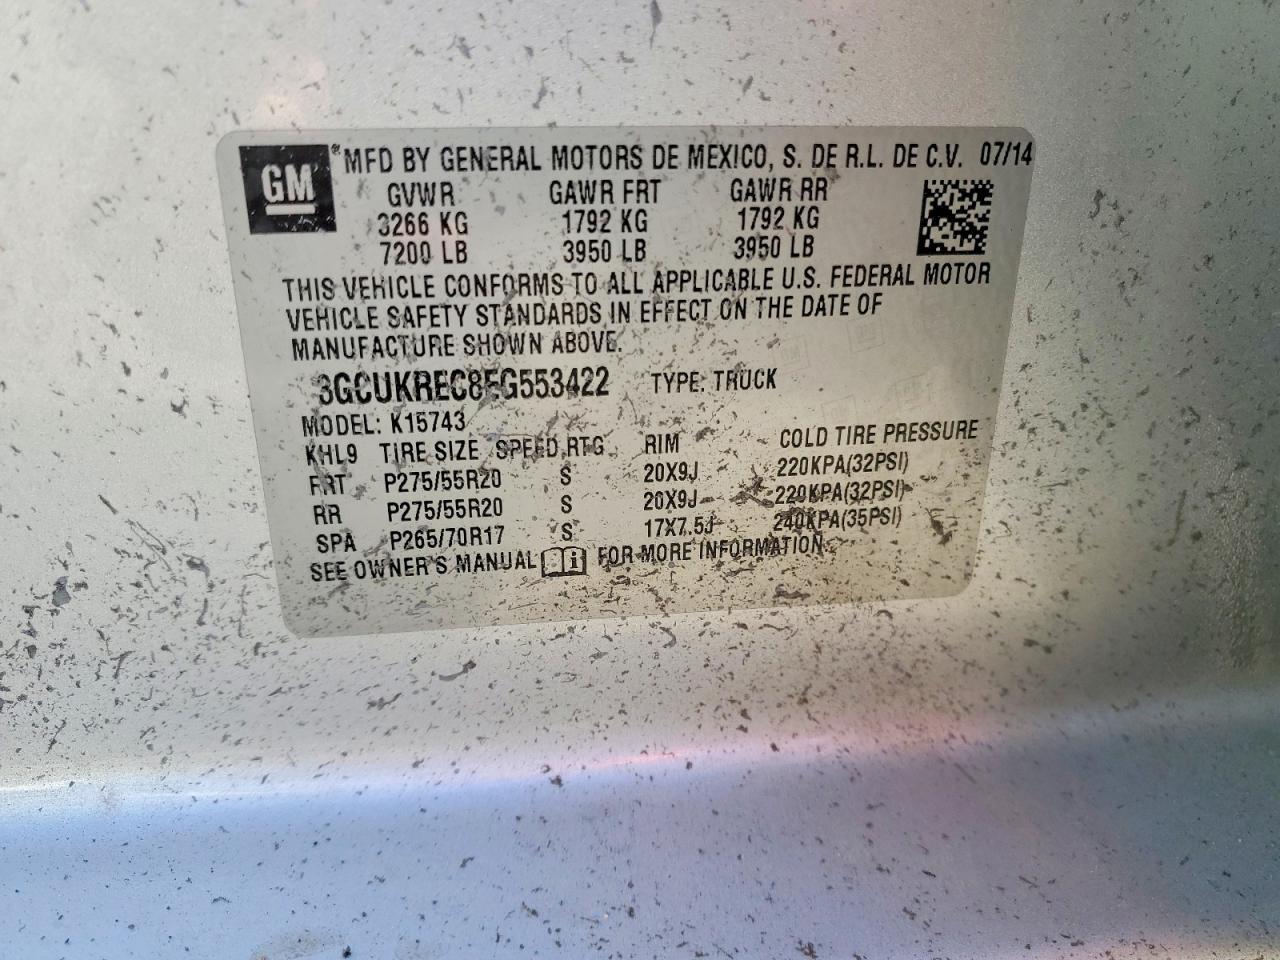 GM ® MFD BY GENERAL MOTORS DE MEXICO, S. DE R.L. DE C.V. 07/14
GVWR GAWR FRT GAWR RR
3266 KG 1792 KG 1792 KG
7200 LB 3950 LB 3950 LB
THIS VEHICLE CONFORMS TO ALL APPLICABLE U.S. FEDERAL MOTOR
VEHICLE SAFETY STANDARDS IN EFFECT ON THE DATE OF
MANUFACTURE SHOWN ABOVE.
3GCUKREC8EG553422 TYPE: TRUCK
MODEL: K15743
KHL9 TIRE SIZE SPEED RTG RIM COLD TIRE PRESSURE
FRT P275/55R20 S 20X9J 220KPA(32PSI)
RR P275/55R20 S 20X9J 220KPA(32PSI)
SPA P265/70R17 S 17X7.5J 240KPA(35PSI)
SEE OWNER'S MANUAL i FOR MORE INFORMATION.